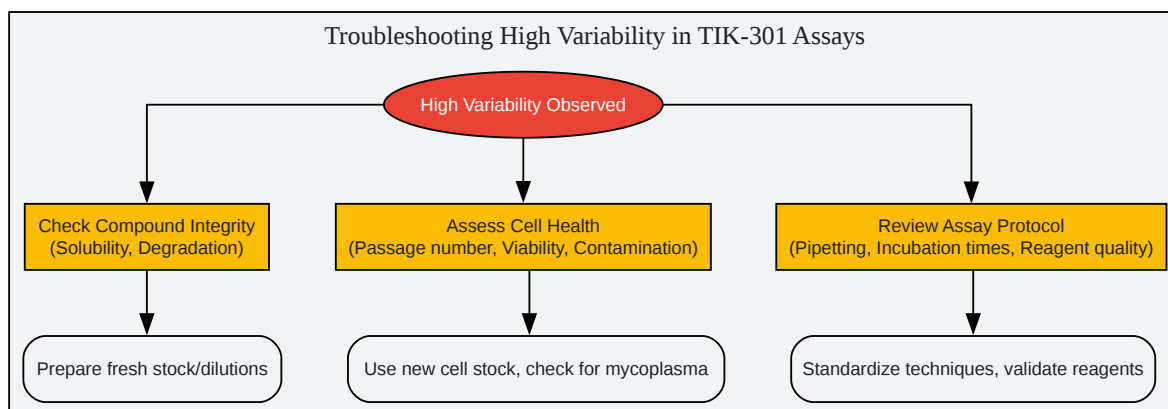 Troubleshooting High Variability in TIK-301 Assays
High Variability Observed
Check Compound Integrity
(Solubility, Degradation)
Assess Cell Health
(Passage number, Viability, Contamination)
Review Assay Protocol
(Pipetting, Incubation times, Reagent quality)
Prepare fresh stock/dilutions
Use new cell stock, check for mycoplasma
Standardize techniques, validate reagents